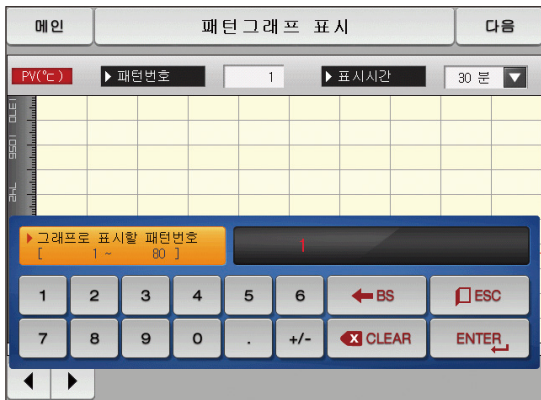 메인 패턴그래프 표시 다음
PV(℃) 패턴번호 1 표시시간 30 분
그래프로 표시할 패턴번호
[ 1 ~ 80 ]
1
1 2 3 4 5 6 BS ESC
7 8 9 0 . +/- CLEAR ENTER